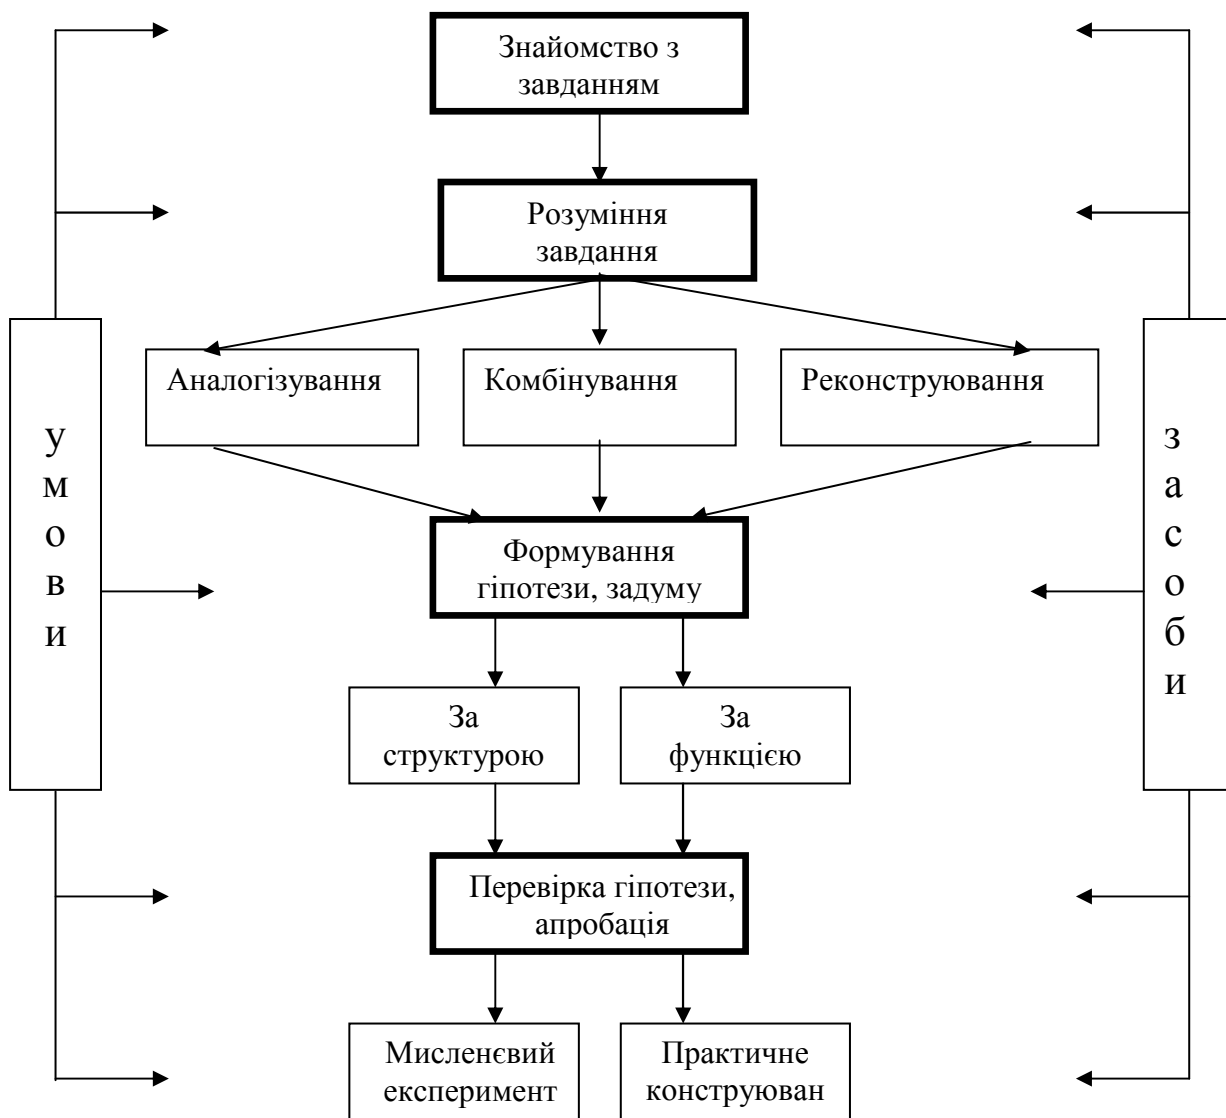 Знайомство з
завданням
Розуміння
завдання
Аналогізування
Комбінування
Реконструювання
у
м
о
в
и
з
а
с
о
б
и
Формування
гіпотези, задуму
За
структурою
За
функцією
Перевірка гіпотези,
апробація
Мисленєвий
експеримент
Практичне
конструюван